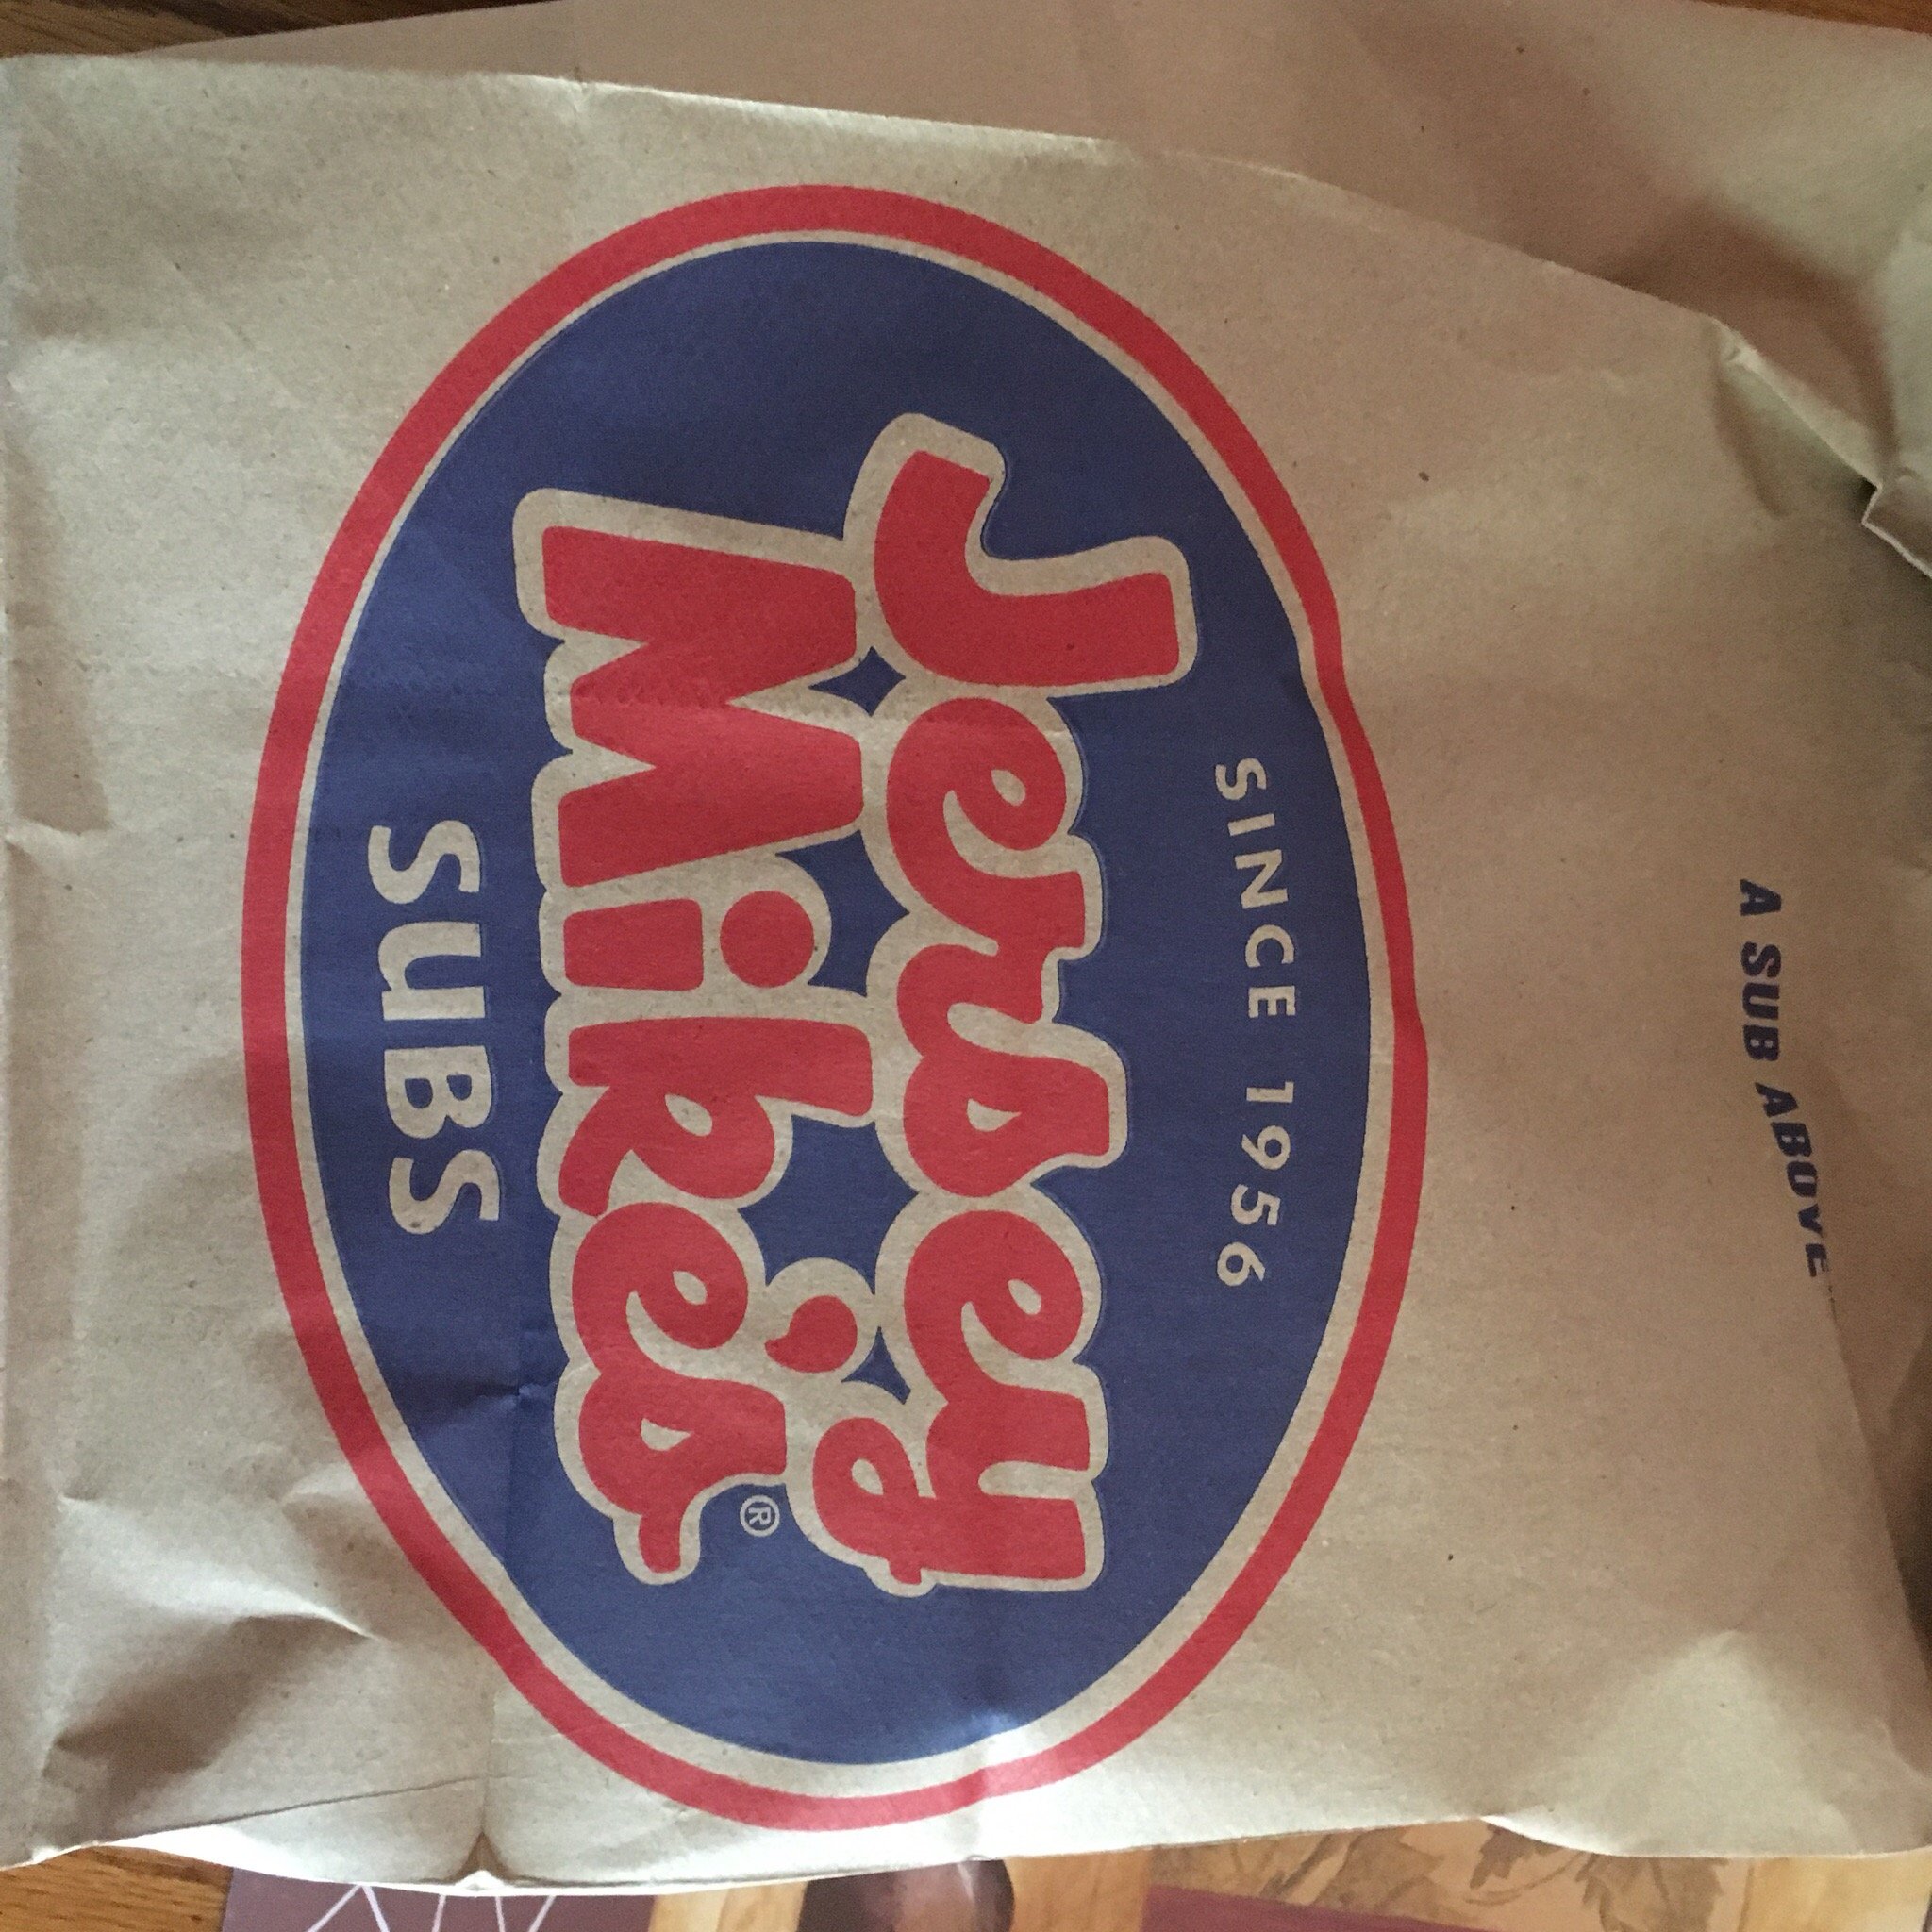 A SUB ABOVE
SINCE 1956
Jersey
Mike's®
SUBS